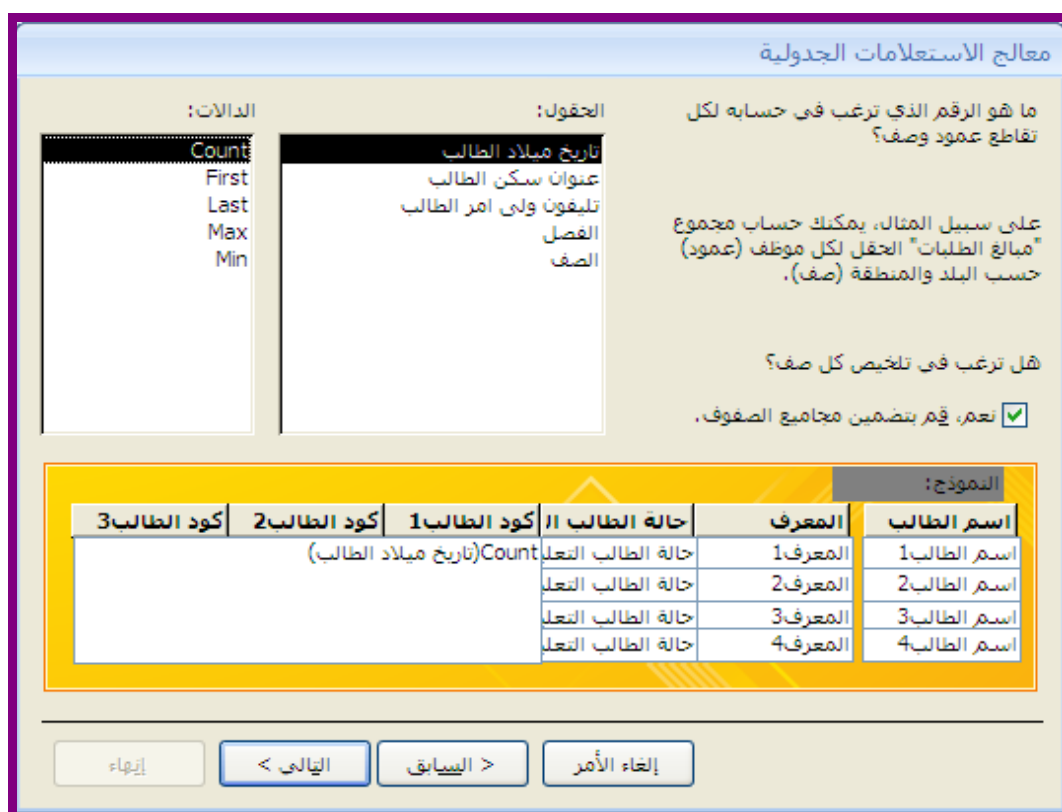 معالج الاستعلامات الجدولية
ما هو الرقم الذي ترغب في حسابه لكل
تقاطع عمود وصف؟
على سبيل المثال، يمكنك حساب مجموع
"مبالغ الطلبات" الحقل لكل موظف (عمود)
حسب البلد والمنطقة (صف).
هل ترغب في تلخيص كل صف؟
نعم، قم بتضمين مجاميع الصفوف.
الحقول:
تاريخ ميلاد الطالب
عنوان سكن الطالب
تليفون ولى امر الطالب
الفصل
الصف
الدالات:
Count
First
Last
Max
Min
النموذج:
اسم الطالب المعرف حالة الطالب ال كود الطالب1 كود الطالب2 كود الطالب3
اسم الطالب1 المعرف1 حالة الطالب التعلي Count(تاريخ ميلاد الطالب)
اسم الطالب2 المعرف2 حالة الطالب التعلي
اسم الطالب3 المعرف3 حالة الطالب التعلي
اسم الطالب4 المعرف4 حالة الطالب التعلي
إلغاء الأمر < السابق التالي > إنهاء